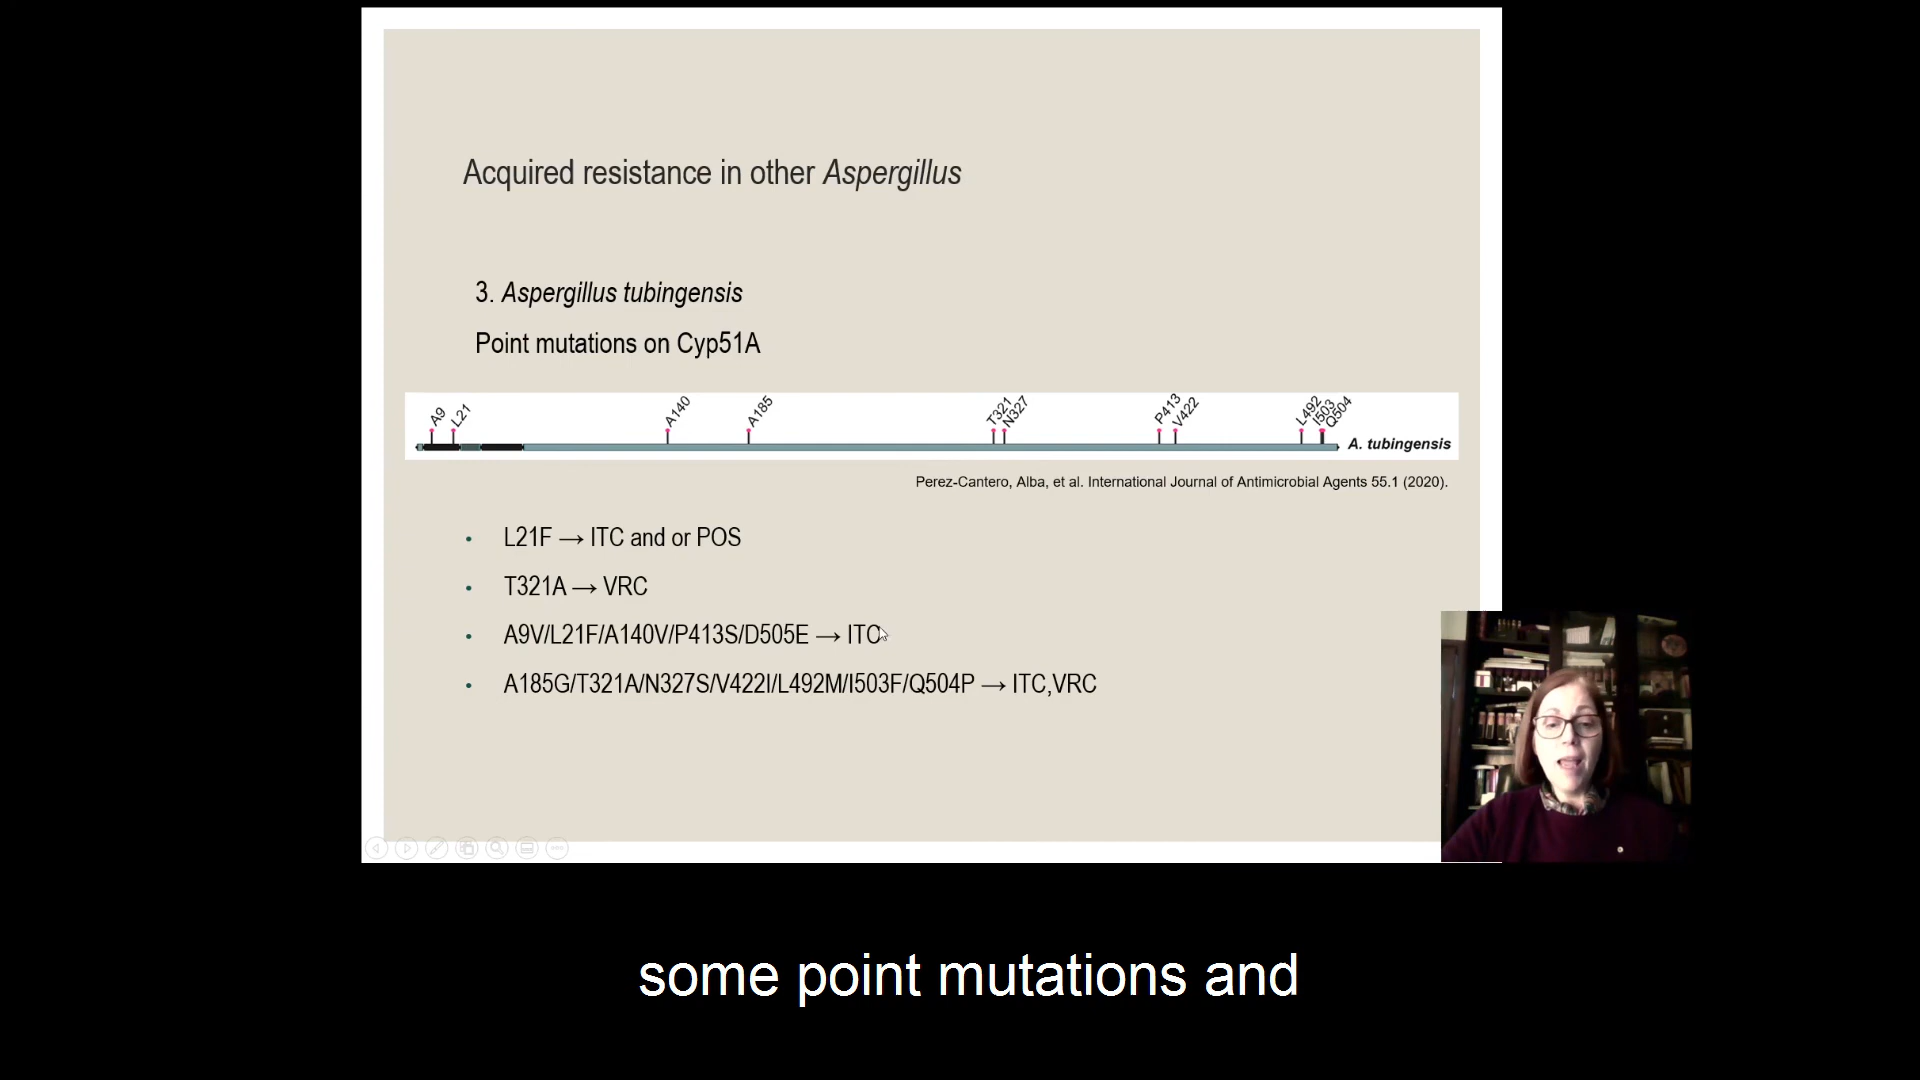 Acquired resistance in other Aspergillus
3. Aspergillus tubingensis
Point mutations on Cyp51A
A9 L21 A140 A185 T321 N327 P413 V422 L492 I503 Q504
A. tubingensis
Perez-Cantero, Alba, et al. International Journal of Antimicrobial Agents 55.1 (2020).
• L21F → ITC and or POS
• T321A → VRC
• A9V/L21F/A140V/P413S/D505E → ITC
• A185G/T321A/N327S/V422I/L492M/I503F/Q504P → ITC,VRC
some point mutations and